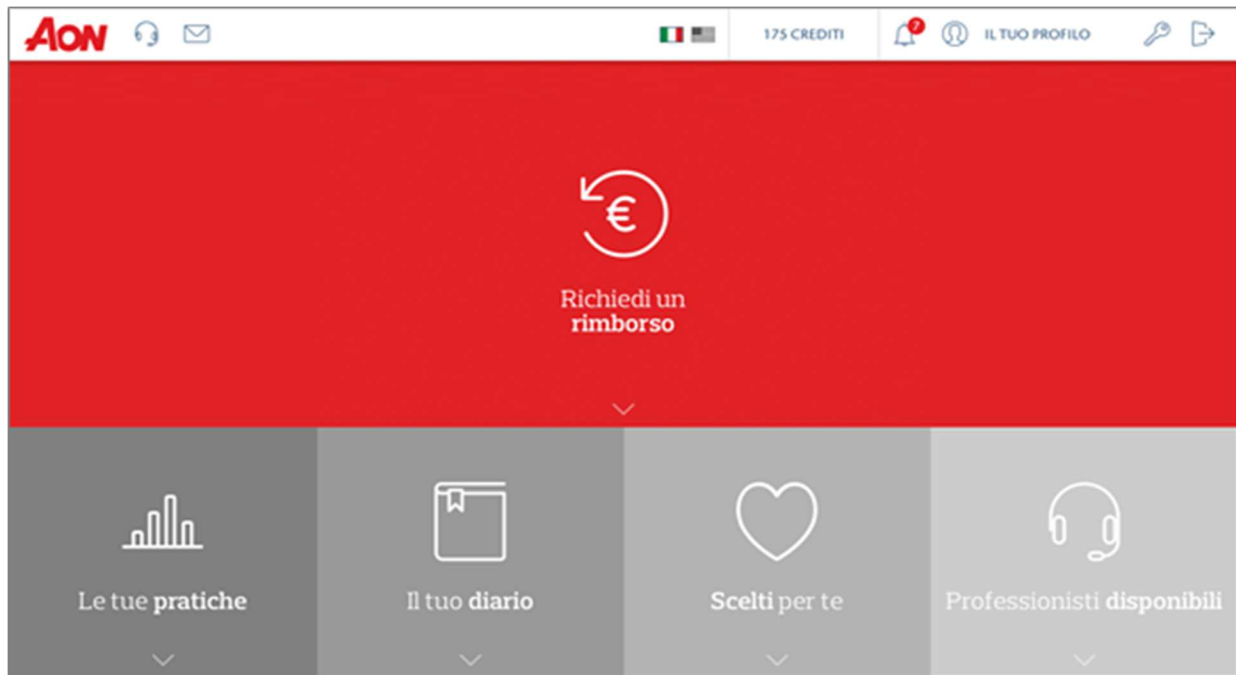 AON
175 CREDITI
7
IL TUO PROFILO
€
Richiedi un
rimborso
Le tue pratiche
Il tuo diario
Scelti per te
Professionisti disponibili